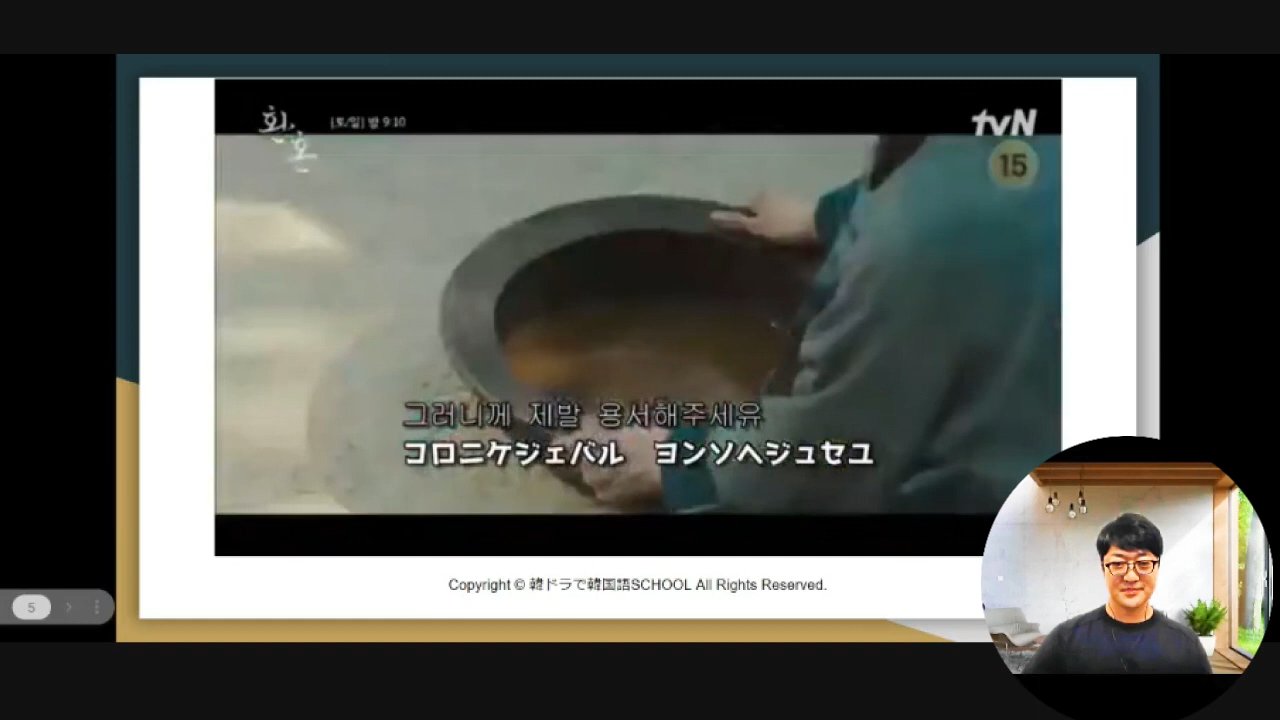 환혼
[토/일] 밤 9:10
tvN
15
그러니께 제발 용서해주세유
コロニケジェバル ヨンソヘジュセユ
Copyright © 韓ドラで韓国語SCHOOL All Rights Reserved.
5